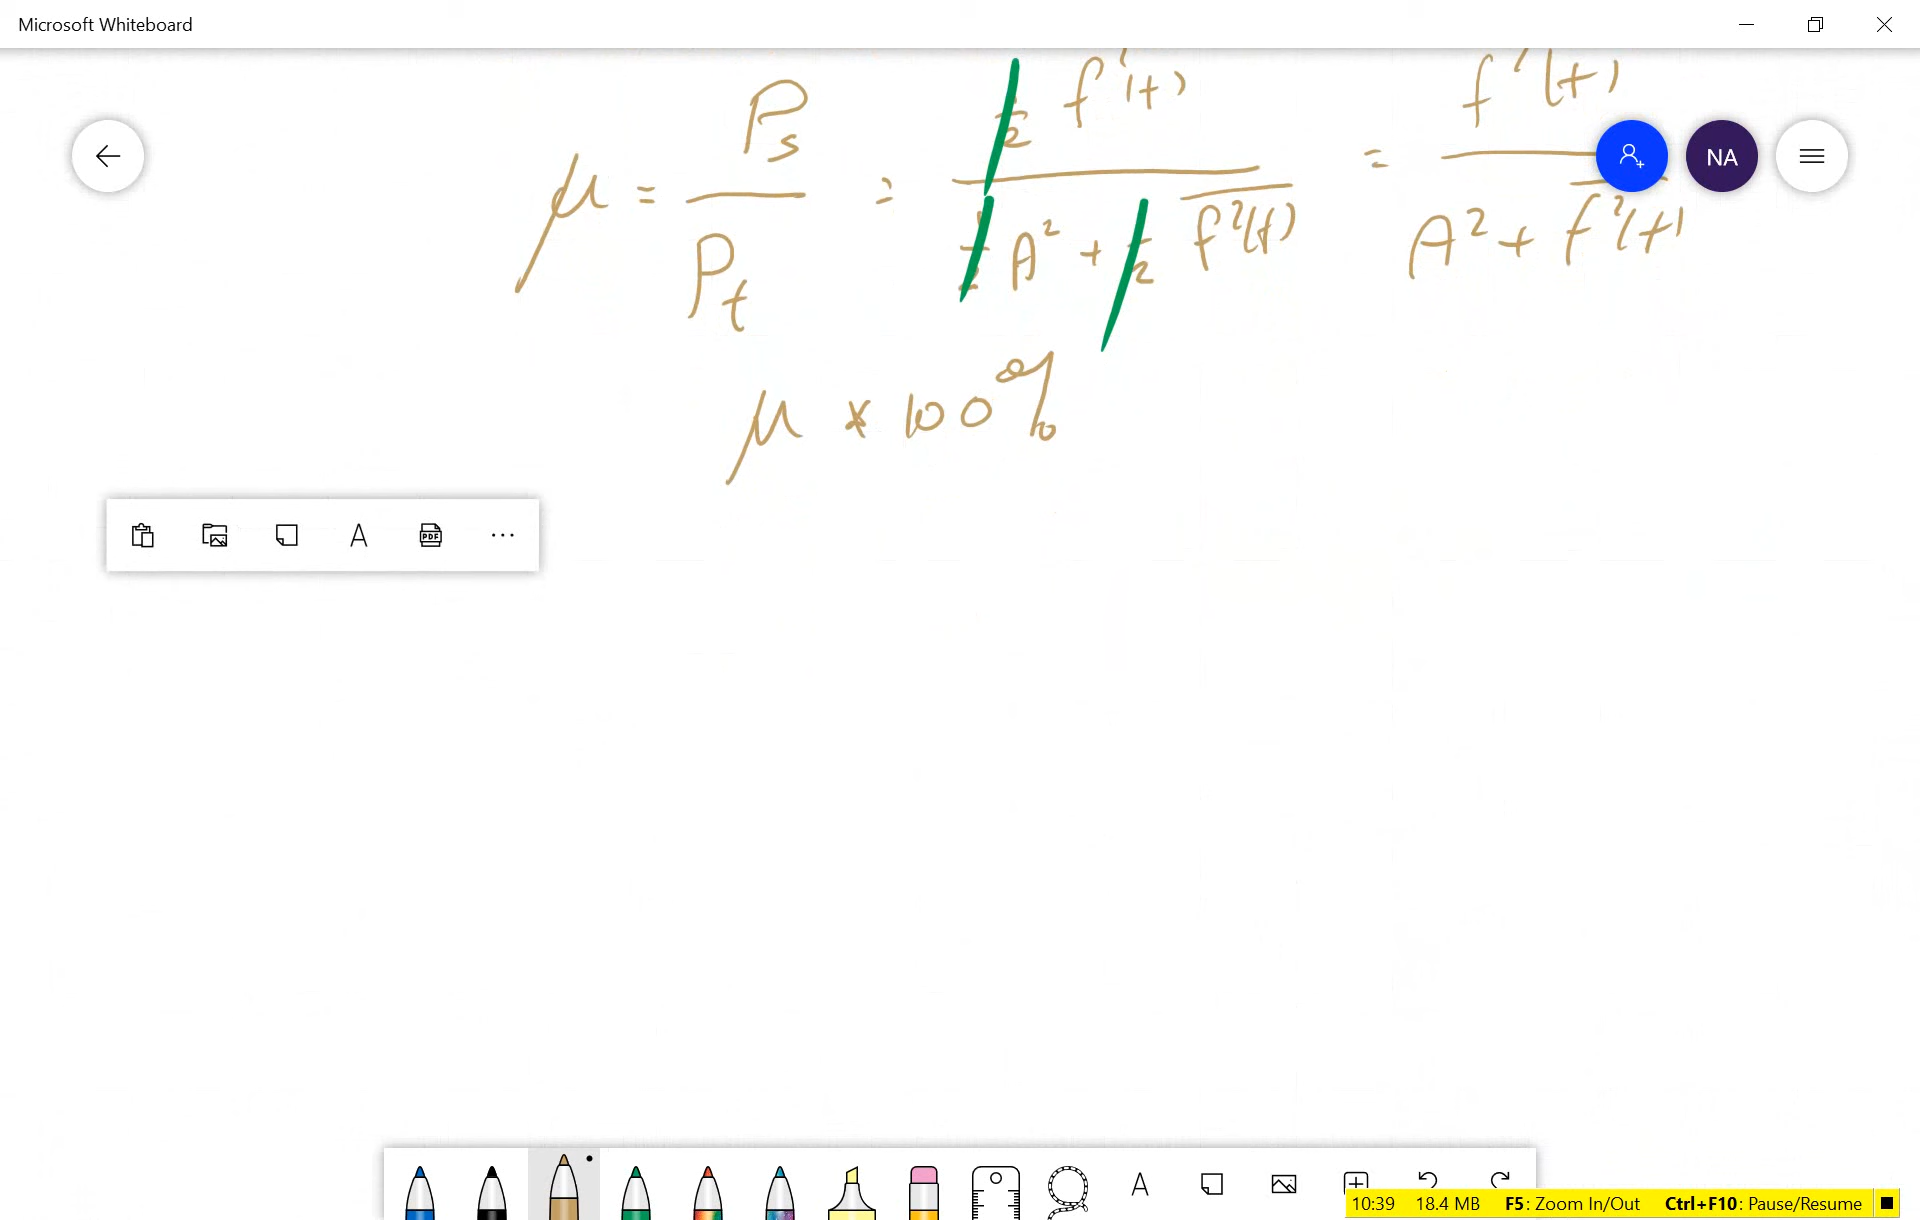 Microsoft Whiteboard
μ = Ps / Pt = 1/2 f²(t) / 1/2 A² + 1/2 f²(t) = f²(t) / A² + f²(t)
NA
μ * 100%
A PDF ...
A
10:39 18.4 MB F5: Zoom In/Out Ctrl+F10: Pause/Resume